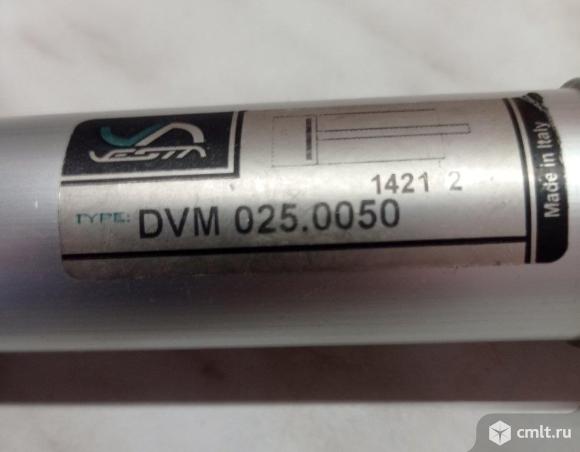 VESTA
1421 2
TYPE: DVM 025.0050
Made in Italy
cmlt.ru